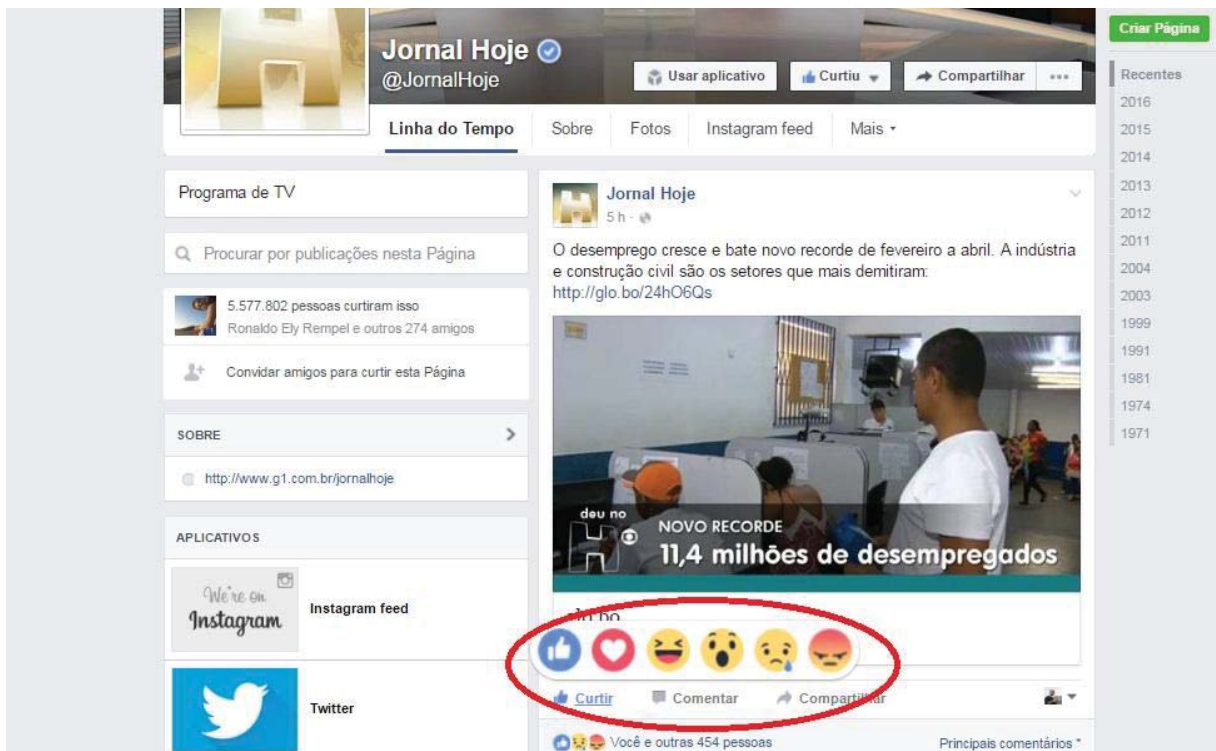 Jornal Hoje
@JornalHoje
Usar aplicativo
Curtiu
Compartilhar
Criar Página
Recentes
2016
2015
2014
2013
2012
2011
2004
2003
1999
1991
1981
1974
1971
Linha do Tempo
Sobre
Fotos
Instagram feed
Mais
Programa de TV
Procurar por publicações nesta Página
5.577.802 pessoas curtiram isso
Ronaldo Ely Rempel e outros 274 amigos
Convidar amigos para curtir esta Página
SOBRE
http://www.g1.com.br/jornalhoje
APLICATIVOS
We're on
Instagram
Instagram feed
Twitter
Jornal Hoje
5 h
O desemprego cresce e bate novo recorde de fevereiro a abril. A indústria
e construção civil são os setores que mais demitiram:
http://glo.bo/24hO6Qs
deu no
H
NOVO RECORDE
11,4 milhões de desempregados
Curtir
Comentar
Compartilhar
Você e outras 454 pessoas
Principais comentários